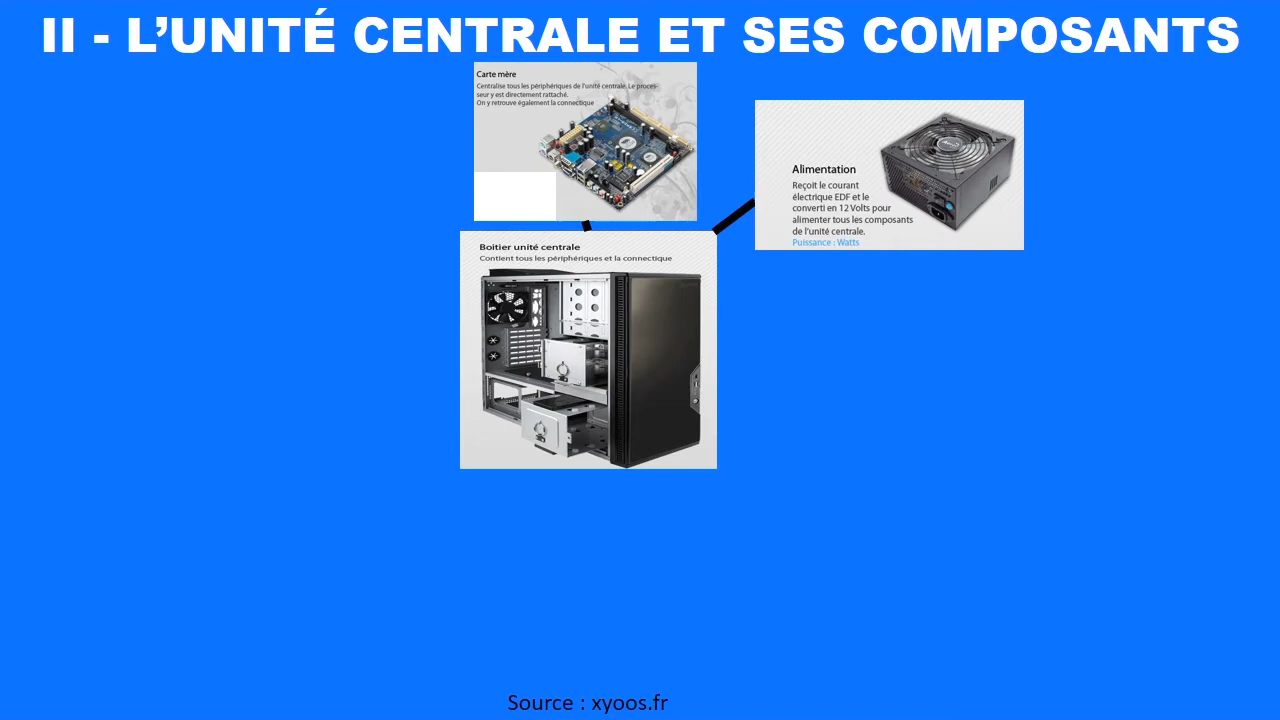 II - L’UNITÉ CENTRALE ET SES COMPOSANTS
Carte mère
Centralise tous les périphériques de l'unité centrale. Le proces-
seur y est directement rattaché.
On y retrouve également la connectique
Alimentation
Reçoit le courant
électrique EDF et le
converti en 12 Volts pour
alimenter tous les composants
de l'unité centrale.
Puissance : Watts
Boitier unité centrale
Contient tous les périphériques et la connectique
Source : xyoos.fr